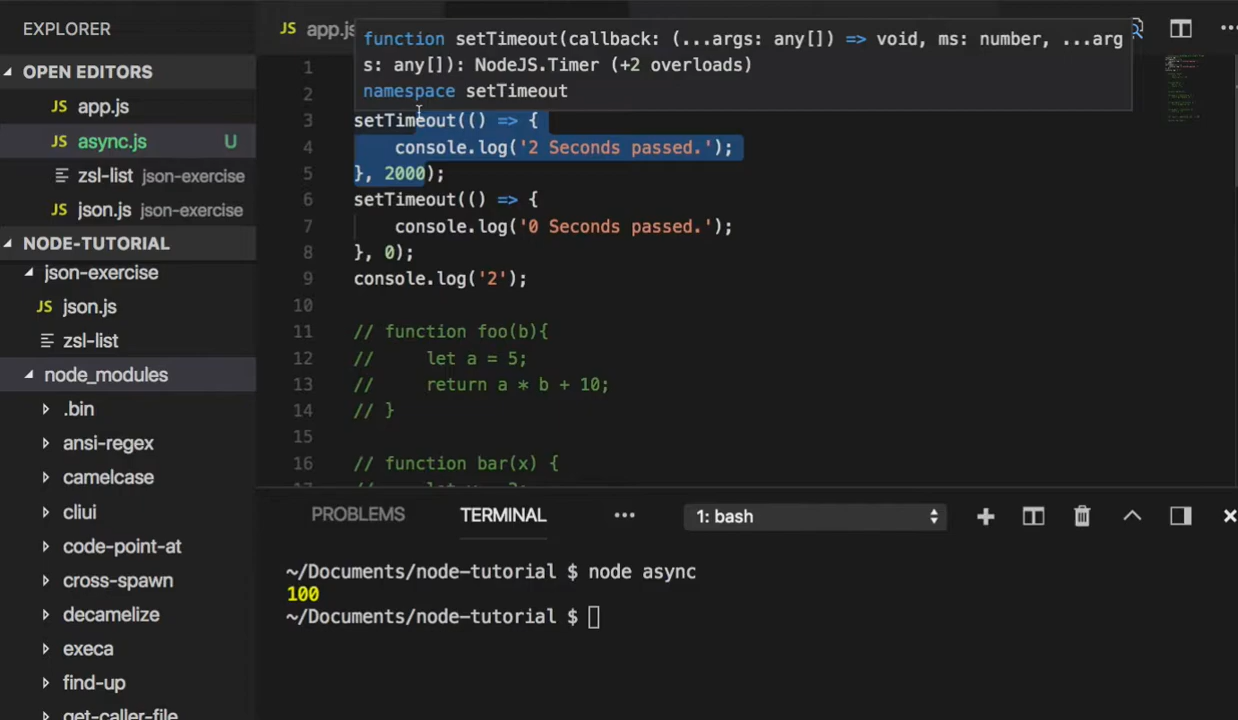 EXPLORER
OPEN EDITORS
JS app.js
JS async.js U
zsl-list json-exercise
JS json.js json-exercise
NODE-TUTORIAL
json-exercise
JS json.js
zsl-list
node_modules
.bin
ansi-regex
camelcase
cliui
code-point-at
cross-spawn
decamelize
execa
find-up
get-caller-file
JS app.js
function setTimeout(callback: (...args: any[]) => void, ms: number, ...arg
s: any[]): NodeJS.Timer (+2 overloads)
namespace setTimeout
1
2
3 setTimeout(() => {
4 console.log('2 Seconds passed.');
5 }, 2000);
6 setTimeout(() => {
7 console.log('0 Seconds passed.');
8 }, 0);
9 console.log('2');
10
11 // function foo(b){
12 // let a = 5;
13 // return a * b + 10;
14 // }
15
16 // function bar(x) {
PROBLEMS TERMINAL ••• 1: bash
~/Documents/node-tutorial $ node async
100
~/Documents/node-tutorial $